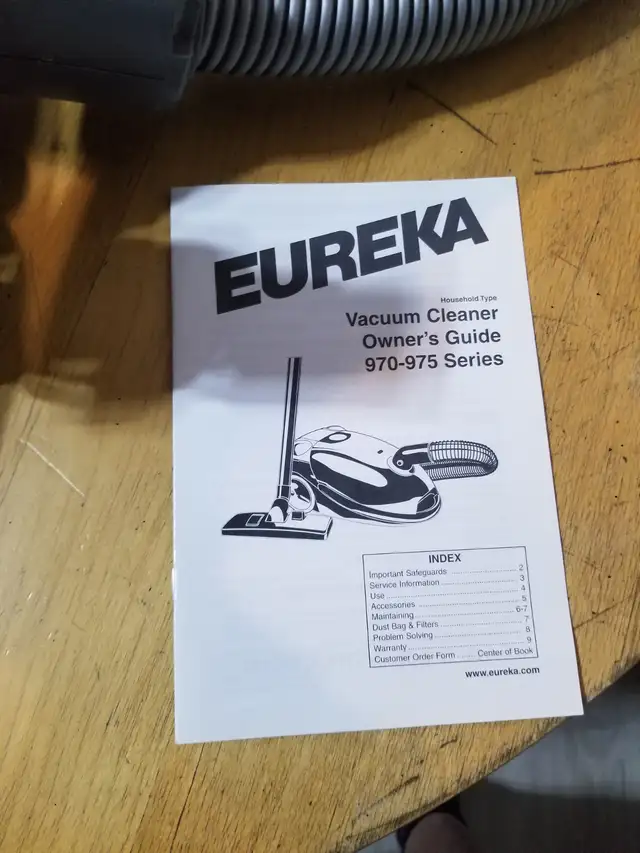 EUREKA
Household Type
Vacuum Cleaner
Owner's Guide
970-975 Series
INDEX
Important Safeguards ........ 2
Service Information ........ 3
Use ........ 4
Accessories ........ 5
Maintaining ........ 6-7
Dust Bag & Filters ........ 7
Problem Solving ........ 8
Warranty ........ 9
Customer Order Form ........ Center of Book
www.eureka.com